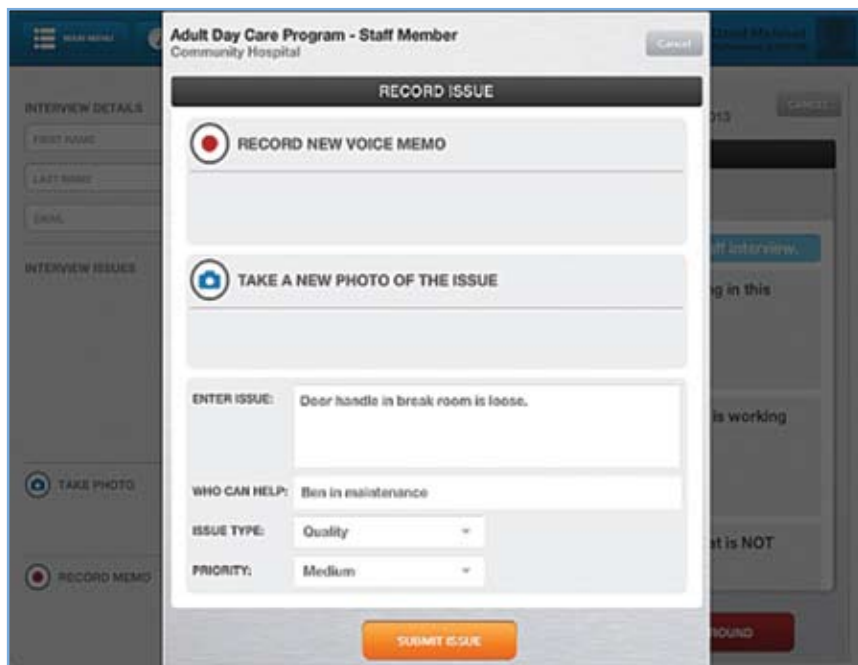 MAIN MENU
Adult Day Care Program - Staff Member
Community Hospital
Cancel
RECORD ISSUE
RECORD NEW VOICE MEMO
TAKE A NEW PHOTO OF THE ISSUE
ENTER ISSUE: Door handle in break room is loose.
WHO CAN HELP: Ben in maintenance
ISSUE TYPE: Quality
PRIORITY: Medium
SUBMIT ISSUE
INTERVIEW DETAILS
FIRST NAME
LAST NAME
EMAIL
INTERVIEW ISSUES
TAKE PHOTO
RECORD MEMO
013
CANCEL
ff interview.
ng in this
is working
at is NOT
ROUND